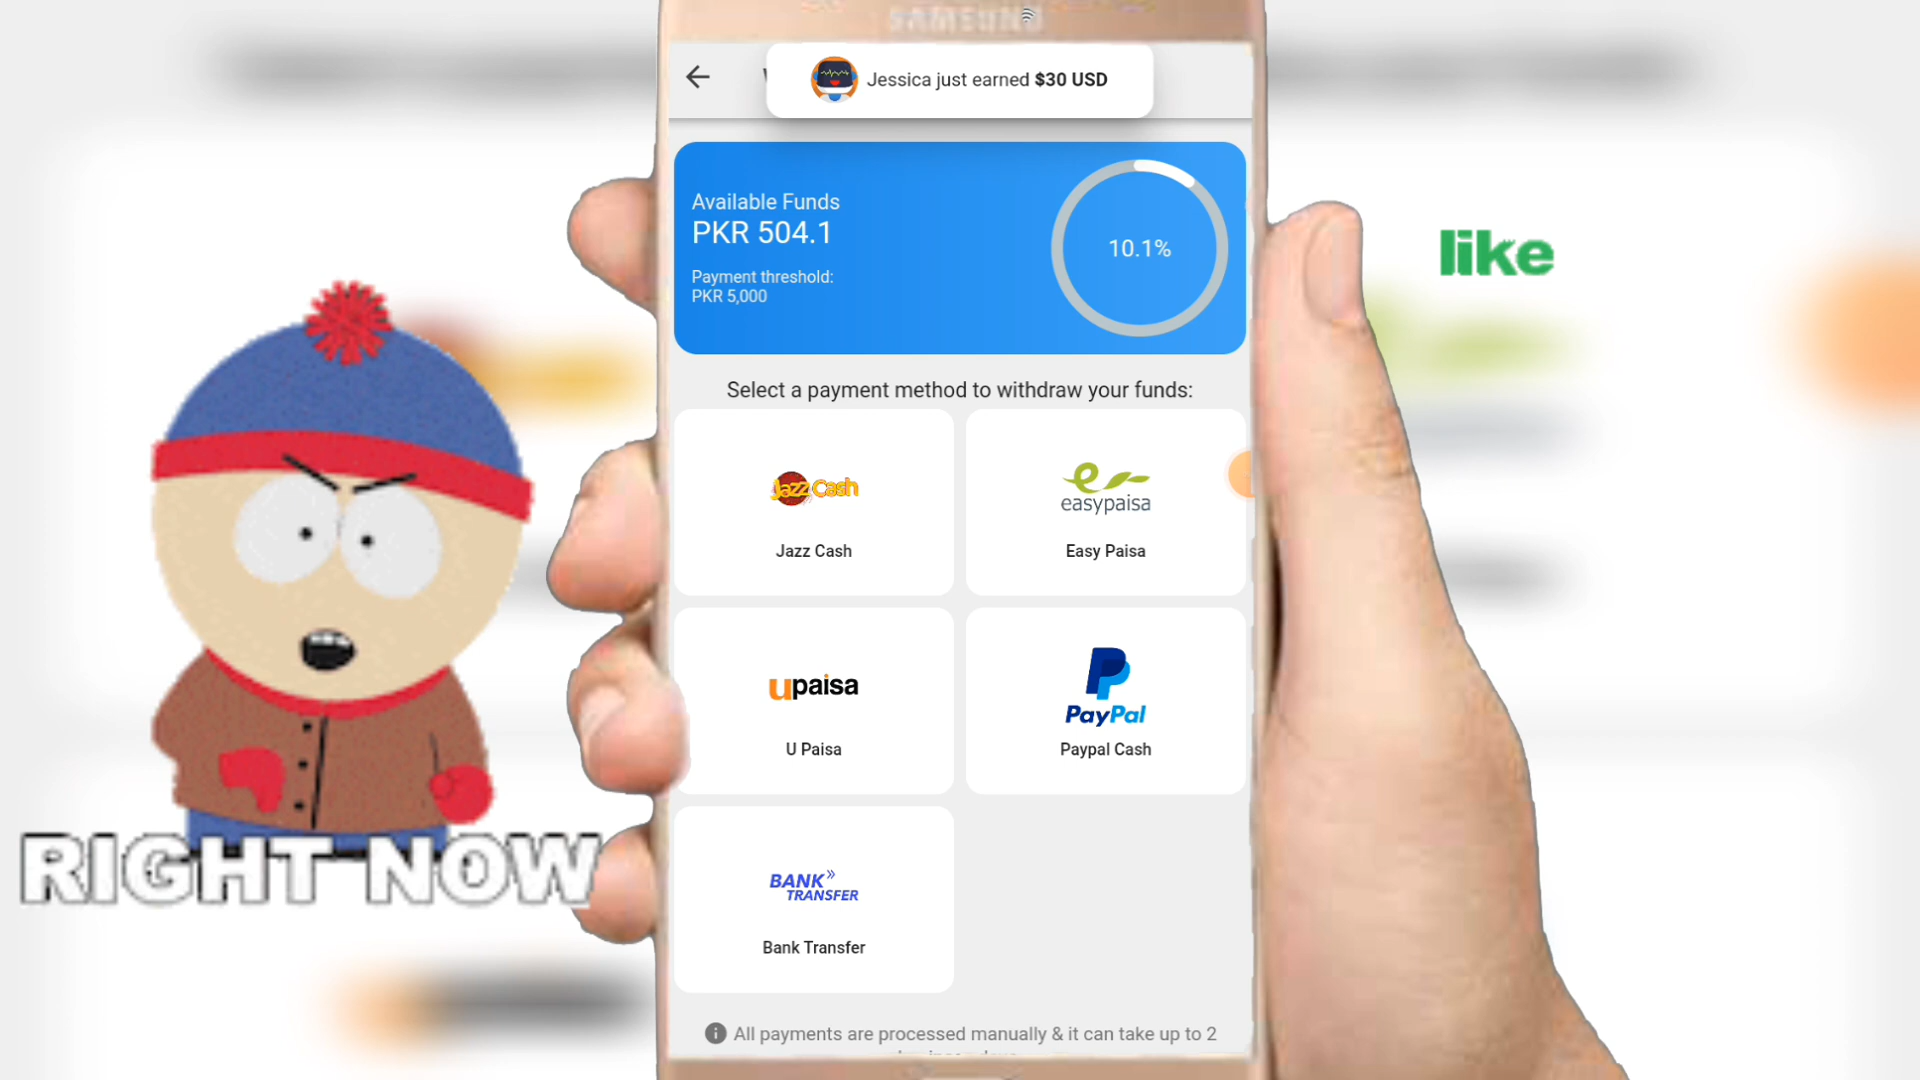 SAMSUNG
Jessica just earned $30 USD
Available Funds
PKR 504.1
Payment threshold:
PKR 5,000
10.1%
like
Select a payment method to withdraw your funds:
JazzCash
Jazz Cash
easypaisa
Easy Paisa
upaisa
U Paisa
PayPal
Paypal Cash
BANK»
TRANSFER
Bank Transfer
RIGHT NOW
All payments are processed manually & it can take up to 2